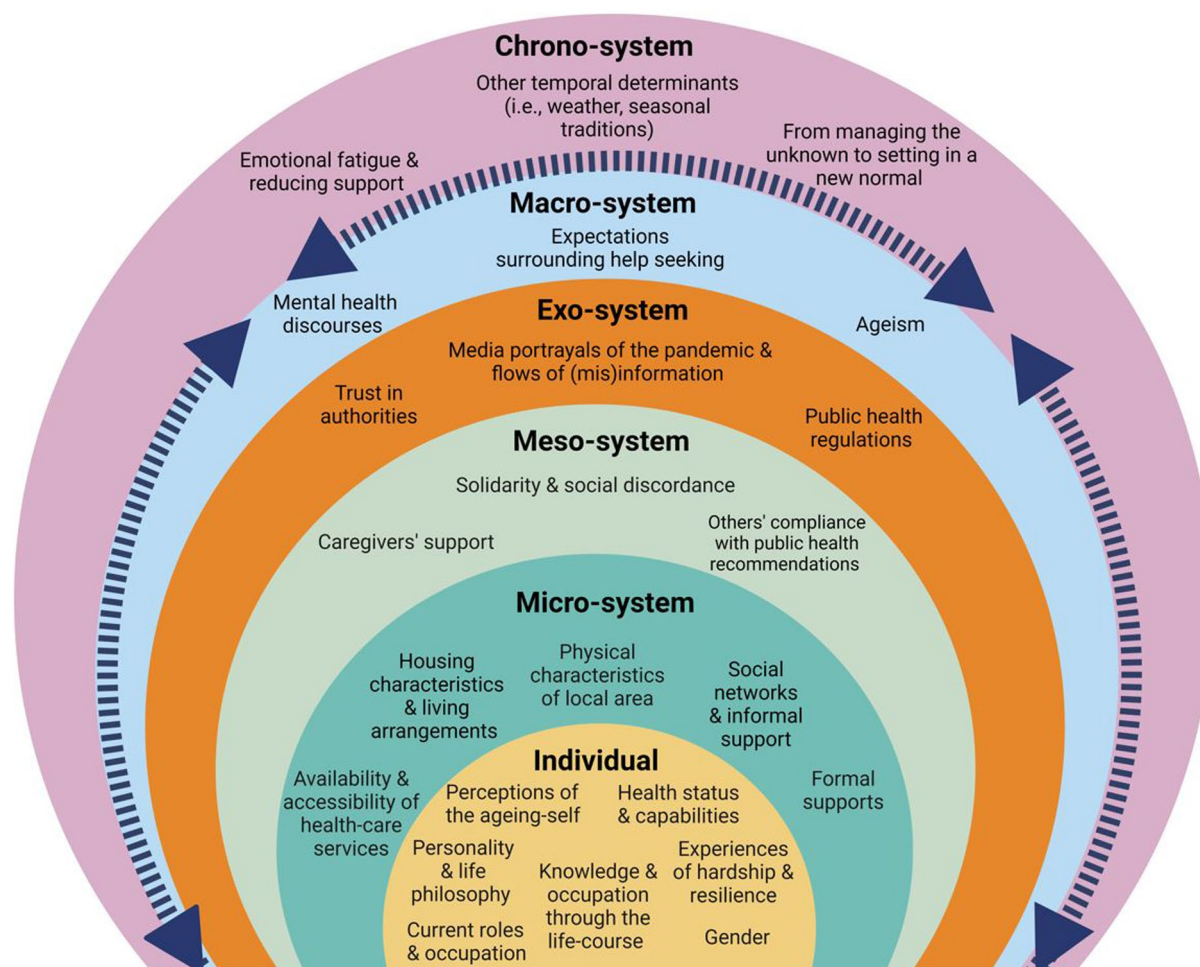 Chrono-system
Other temporal determinants
(i.e., weather, seasonal
traditions)
Emotional fatigue &
reducing support
From managing the
unknown to setting in a
new normal
Macro-system
Expectations
surrounding help seeking
Mental health
discourses
Ageism
Exo-system
Media portrayals of the pandemic &
flows of (mis)information
Trust in
authorities
Public health
regulations
Meso-system
Solidarity & social discordance
Caregivers' support
Others' compliance
with public health
recommendations
Micro-system
Housing
characteristics
& living
arrangements
Physical
characteristics
of local area
Social
networks
& informal
support
Availability &
accessibility of
health-care
services
Formal
supports
Individual
Perceptions of
the ageing-self
Health status
& capabilities
Personality
& life
philosophy
Knowledge &
occupation
through the
life-course
Experiences
of hardship &
resilience
Current roles
& occupation
Gender